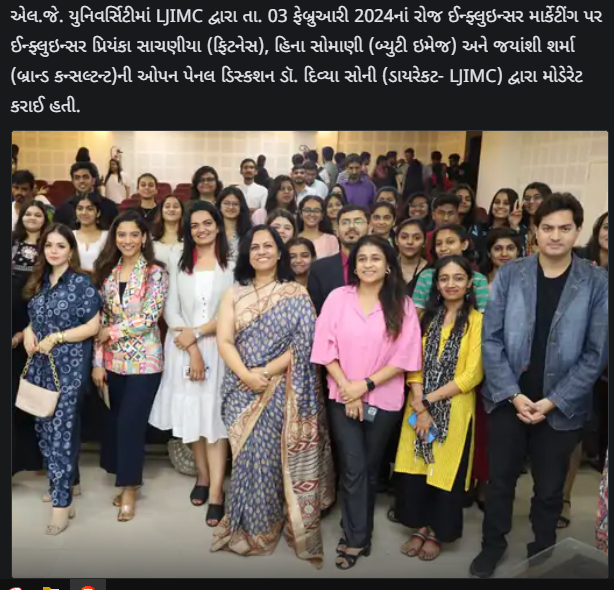 એલ.જે. યુનિવર્સિટીમાં LJIMC દ્વારા તા. 03 ફેબ્રુઆરી 2024નાં રોજ ઈન્ફ્લુઇન્સર માર્કેટીંગ પર
ઈન્ફ્લુઇન્સર પ્રિયંકા સાચણીયા (ફિટનેસ), હિના સોમાણી (બ્યુટી ઇમેજ) અને જયાંશી શર્મા
(બ્રાન્ડ કન્સલ્ટન્ટ)ની ઓપન પેનલ ડિસ્કશન ડૉ. દિવ્યા સોની (ડાયરેકટ- LJIMC) દ્વારા મોડેરેટ
કરાઈ હતી.